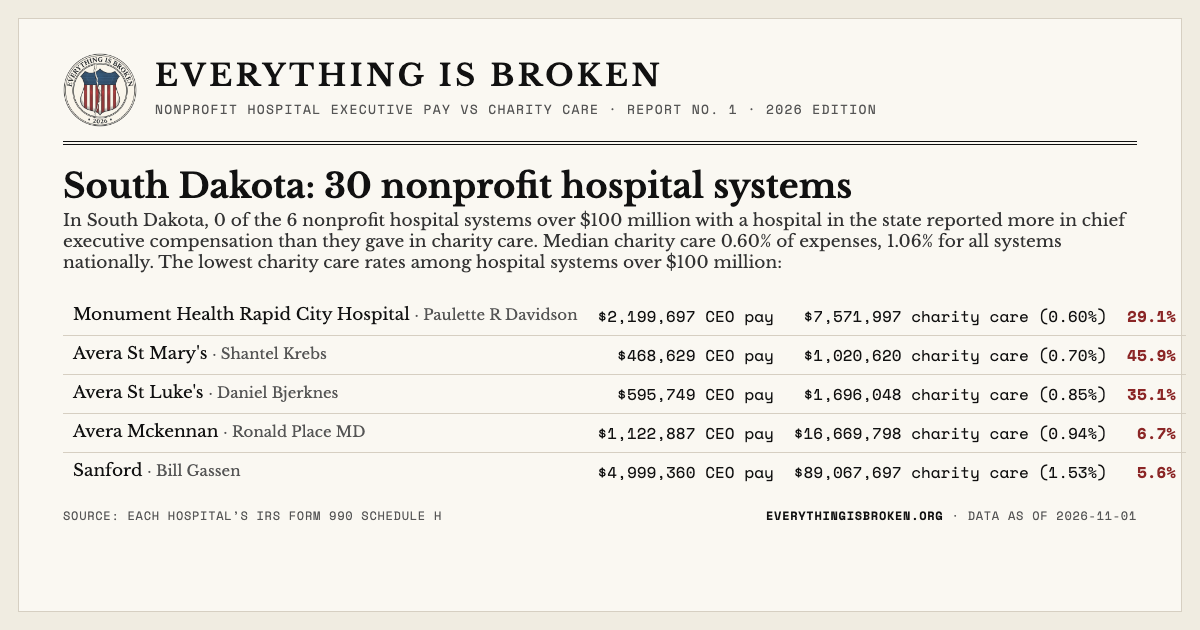 EVERYTHING IS BROKEN
· 2026 ·
EVERYTHING IS BROKEN
NONPROFIT HOSPITAL EXECUTIVE PAY VS CHARITY CARE · REPORT NO. 1 · 2026 EDITION
South Dakota: 30 nonprofit hospital systems
In South Dakota, 0 of the 6 nonprofit hospital systems over $100 million with a hospital in the state reported more in chief
executive compensation than they gave in charity care. Median charity care 0.60% of expenses, 1.06% for all systems
nationally. The lowest charity care rates among hospital systems over $100 million:
Monument Health Rapid City Hospital · Paulette R Davidson $2,199,697 CEO pay $7,571,997 charity care (0.60%) 29.1%
Avera St Mary's · Shantel Krebs $468,629 CEO pay $1,020,620 charity care (0.70%) 45.9%
Avera St Luke's · Daniel Bjerknes $595,749 CEO pay $1,696,048 charity care (0.85%) 35.1%
Avera Mckennan · Ronald Place MD $1,122,887 CEO pay $16,669,798 charity care (0.94%) 6.7%
Sanford · Bill Gassen $4,999,360 CEO pay $89,067,697 charity care (1.53%) 5.6%
SOURCE: EACH HOSPITAL'S IRS FORM 990 SCHEDULE H EVERYTHINGISBROKEN.ORG · DATA AS OF 2026-11-01